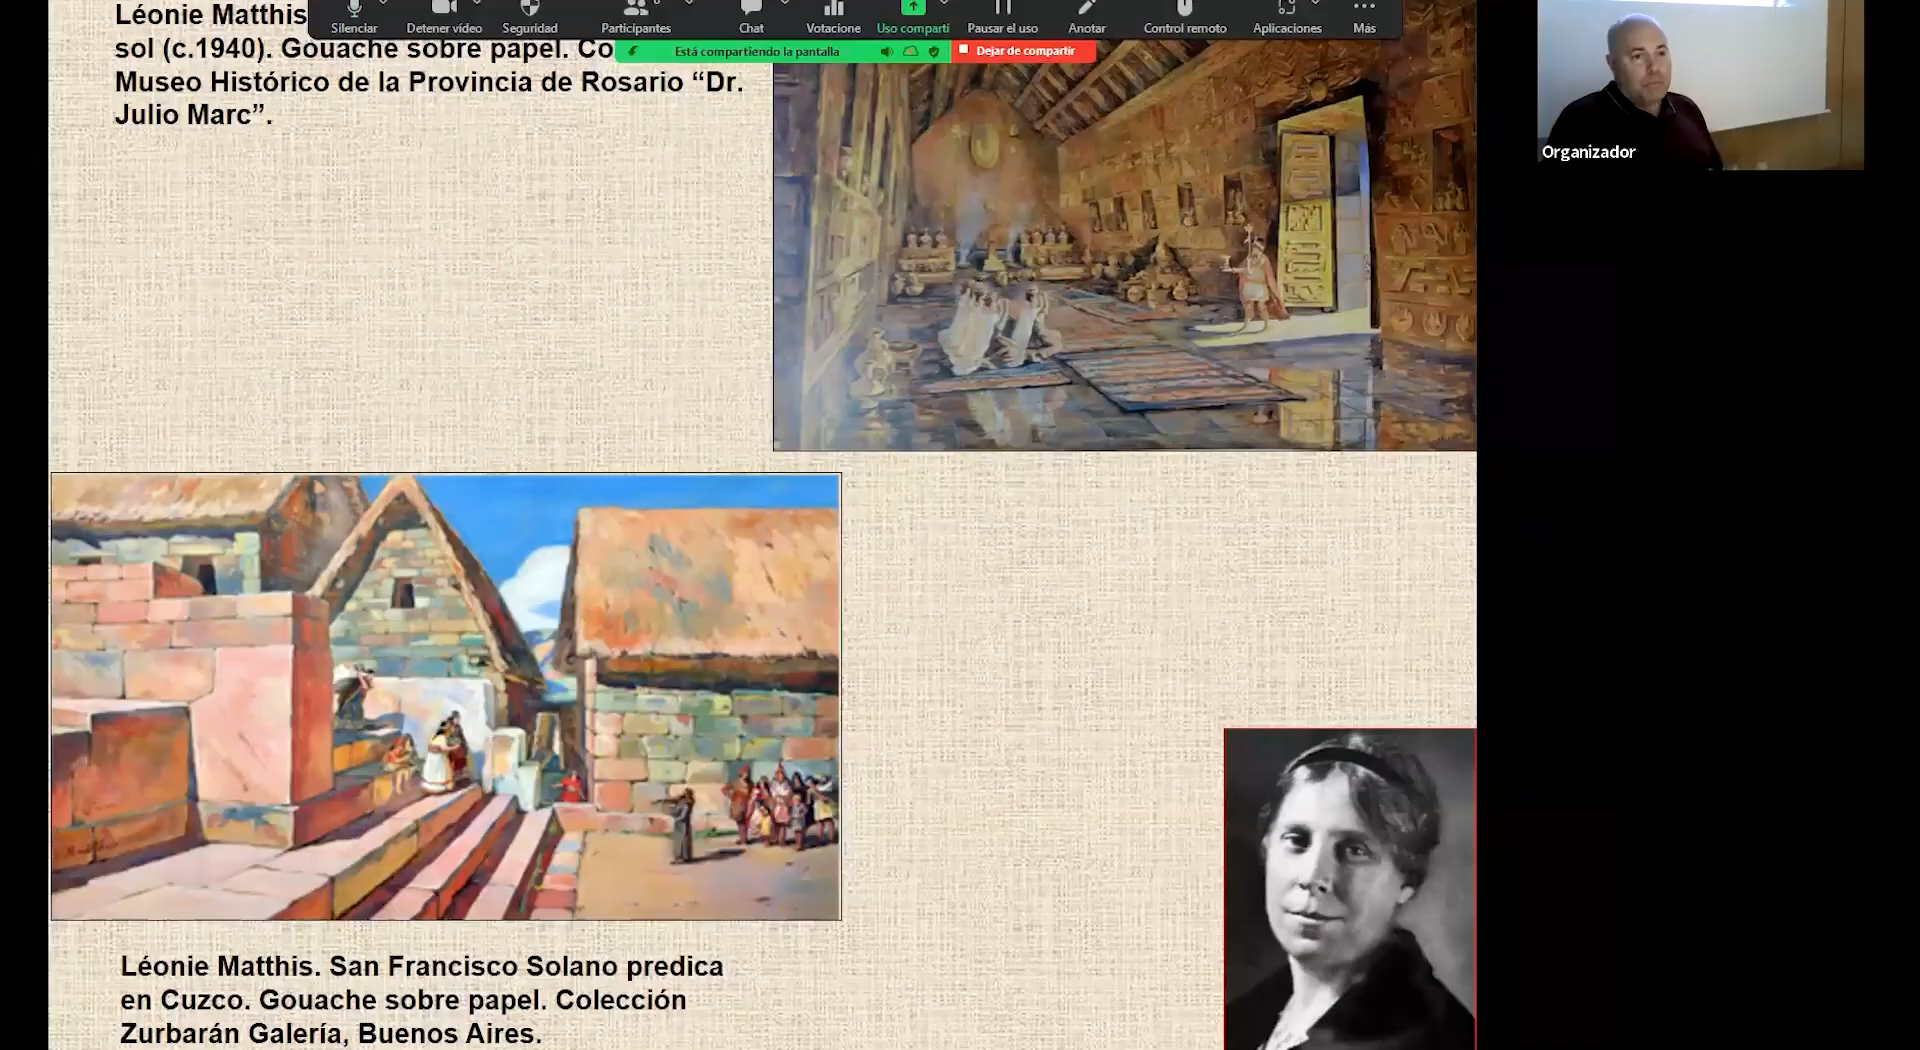 Silenciar
Detener vídeo
Seguridad
Participantes
Chat
Votacione
Uso comparti
Pausar el uso
Anotar
Control remoto
Aplicaciones
Más
Está compartiendo la pantalla
Dejar de compartir
Léonie Matthis
sol (c.1940). Gouache sobre papel. Co
Museo Histórico de la Provincia de Rosario “Dr.
Julio Marc”.
Organizador
Léonie Matthis. San Francisco Solano predica
en Cuzco. Gouache sobre papel. Colección
Zurbarán Galería, Buenos Aires.